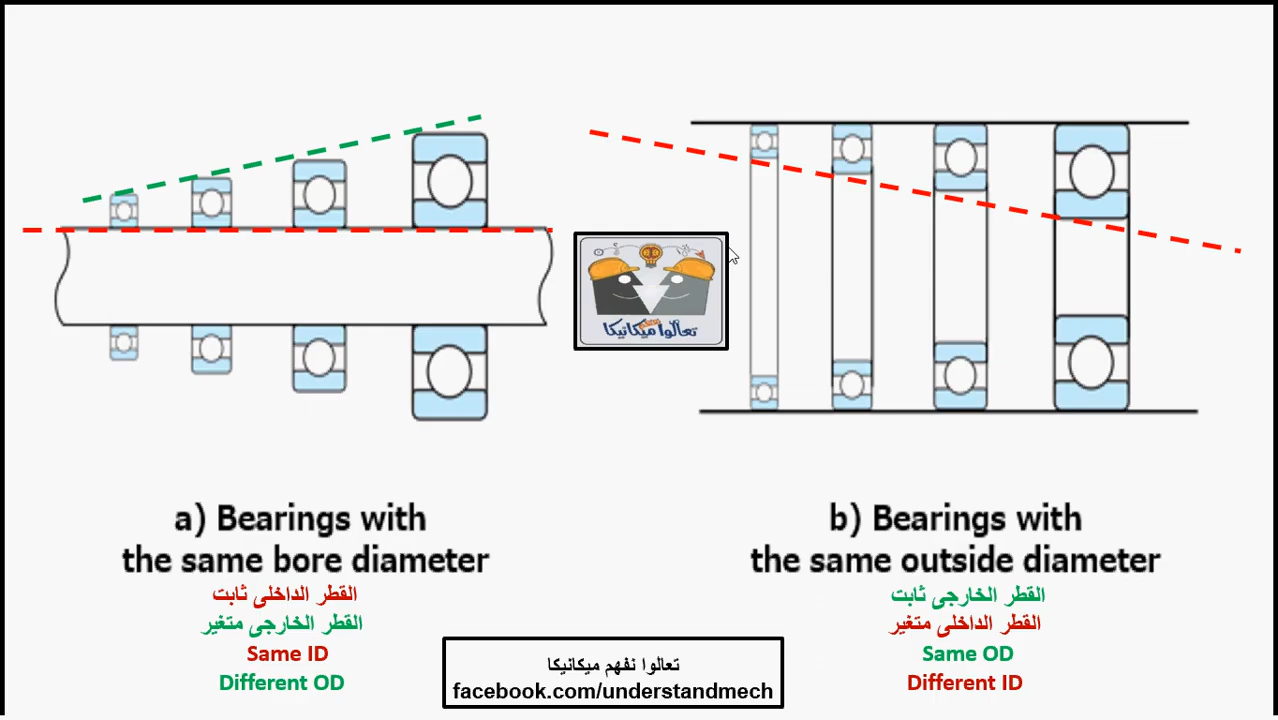 a) Bearings with
the same bore diameter
القطر الداخلى ثابت
القطر الخارجى متغير
Same ID
Different OD
تعالوا نفهم ميكانيكا
تعالوا نفهم ميكانيكا
facebook.com/understandmech
b) Bearings with
the same outside diameter
القطر الخارجى ثابت
القطر الداخلى متغير
Same OD
Different ID